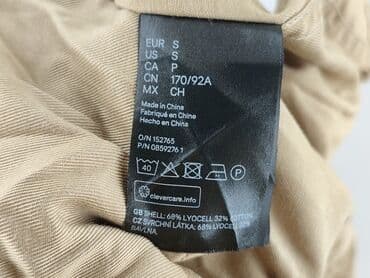 EUR S
US S
CA P
CN 170/92A
MX CH
Made in China
Fabriqué en China
Hecho en China
O/N 152765
P/N 0859276 1
40 P
clevercare.info
GB SHELL: 68% LYOCELL 32% COTTON
CZ SVRCHNÍ LÁTKA: 68% LYOCELL 32%
BAVLNA.